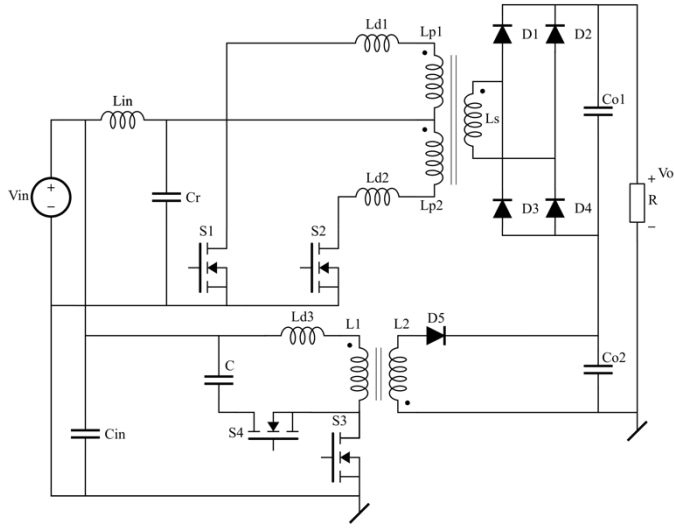 Ld1 Lp1 D1 D2
Lin Ls Co1
Vin + − Cr Ld2 Lp2 D3 D4 + Vo R −
S1 S2
Ld3 L1 L2 D5
C Co2
Cin S4 S3